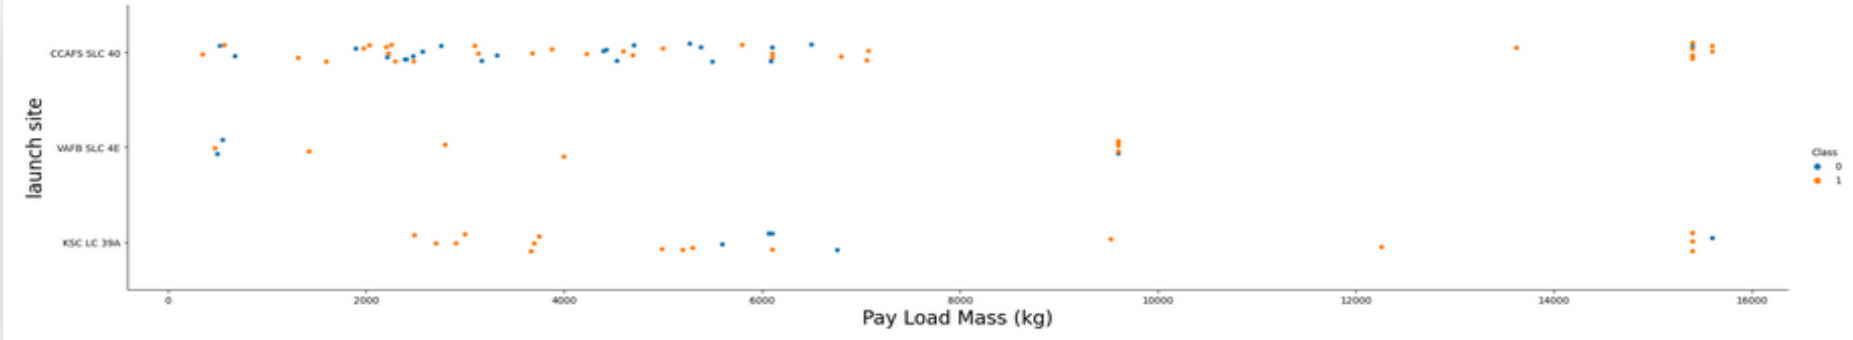 launch site
CCAFS SLC 40
VAFB SLC 4E
KSC LC 39A
0 2000 4000 6000 8000 10000 12000 14000 16000
Pay Load Mass (kg)
Class
0
1